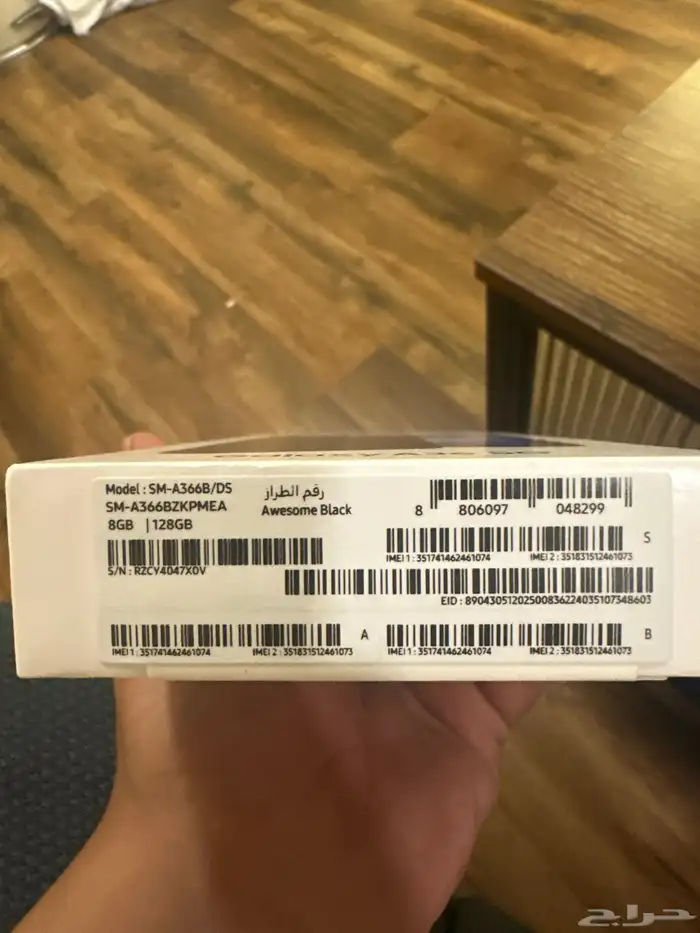 Model : SM-A366B/DS رقم الطراز
SM-A366BZKPMEA Awesome Black
8GB | 128GB
8 806097 048299
S/N : RZCY4047X0V
IMEI 1 : 351741462461074 IMEI 2 : 351831512461073 S
EID : 89043051202500836224035107348603
IMEI 1 : 351741462461074 IMEI 2 : 351831512461073 A
IMEI 1 : 351741462461074 IMEI 2 : 351831512461073 B
حراج